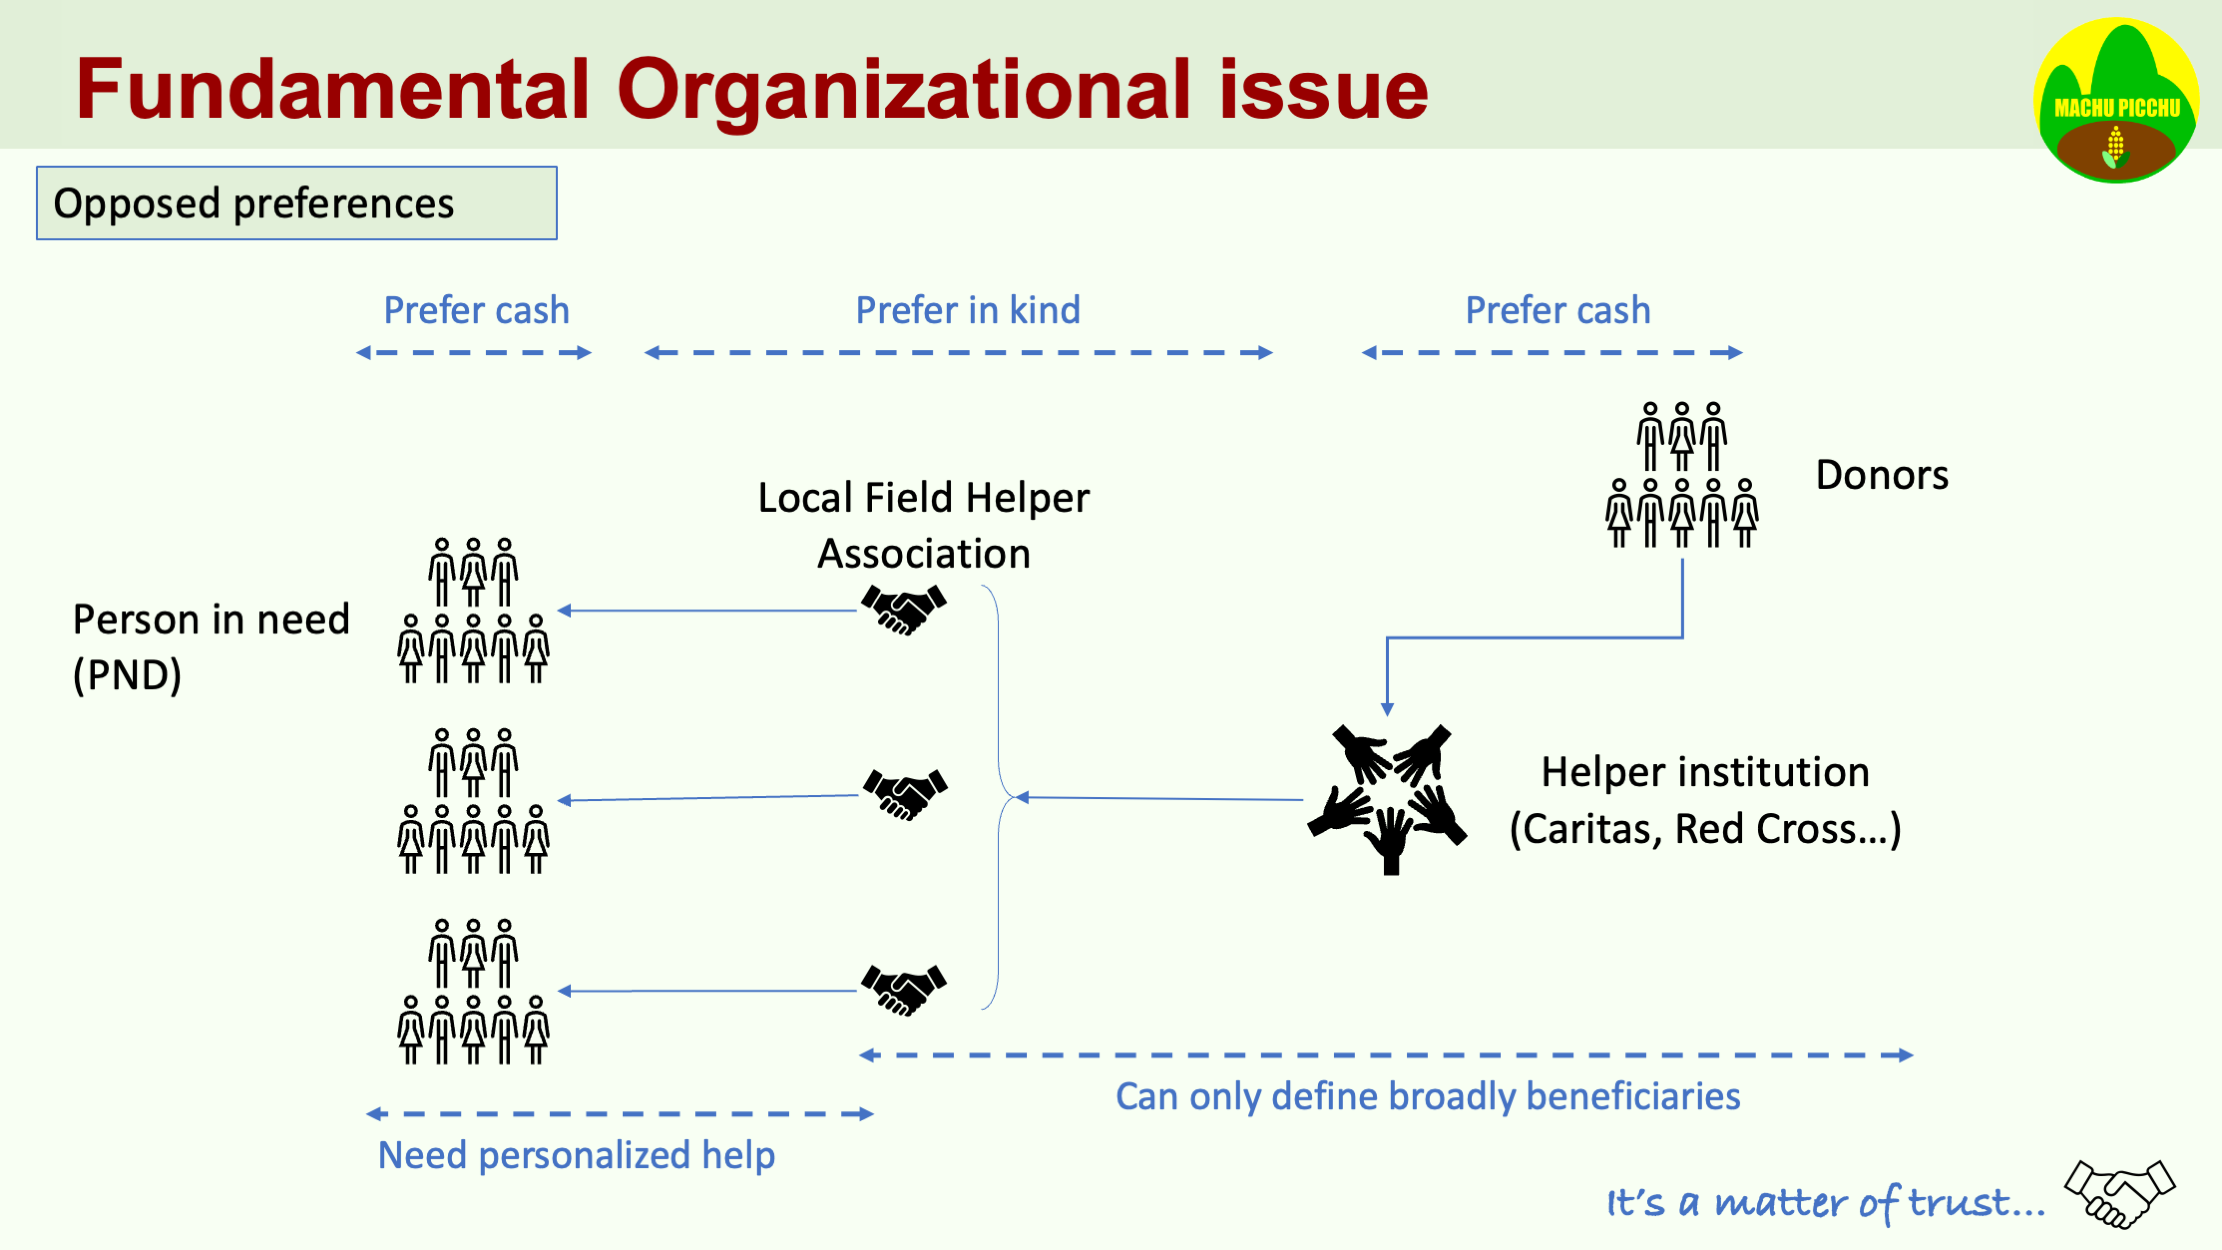 Fundamental Organizational issue
MACHU PICCHU
Opposed preferences
Prefer cash
Prefer in kind
Prefer cash
Donors
Local Field Helper
Association
Person in need
(PND)
Helper institution
(Caritas, Red Cross...)
Can only define broadly beneficiaries
Need personalized help
It's a matter of trust...